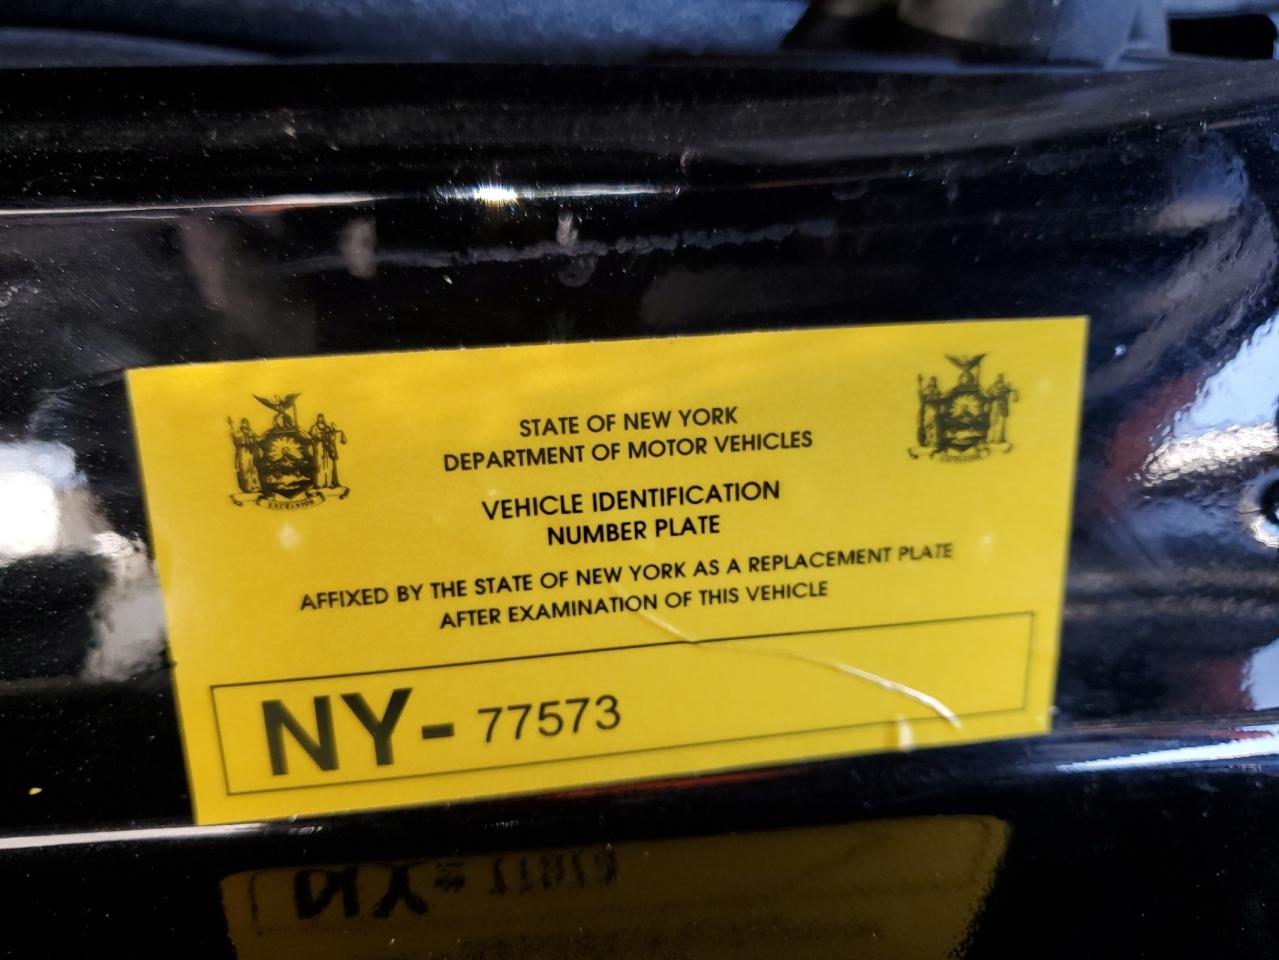 STATE OF NEW YORK
DEPARTMENT OF MOTOR VEHICLES
VEHICLE IDENTIFICATION
NUMBER PLATE
AFFIXED BY THE STATE OF NEW YORK AS A REPLACEMENT PLATE
AFTER EXAMINATION OF THIS VEHICLE
NY- 77573
EXCELSIOR